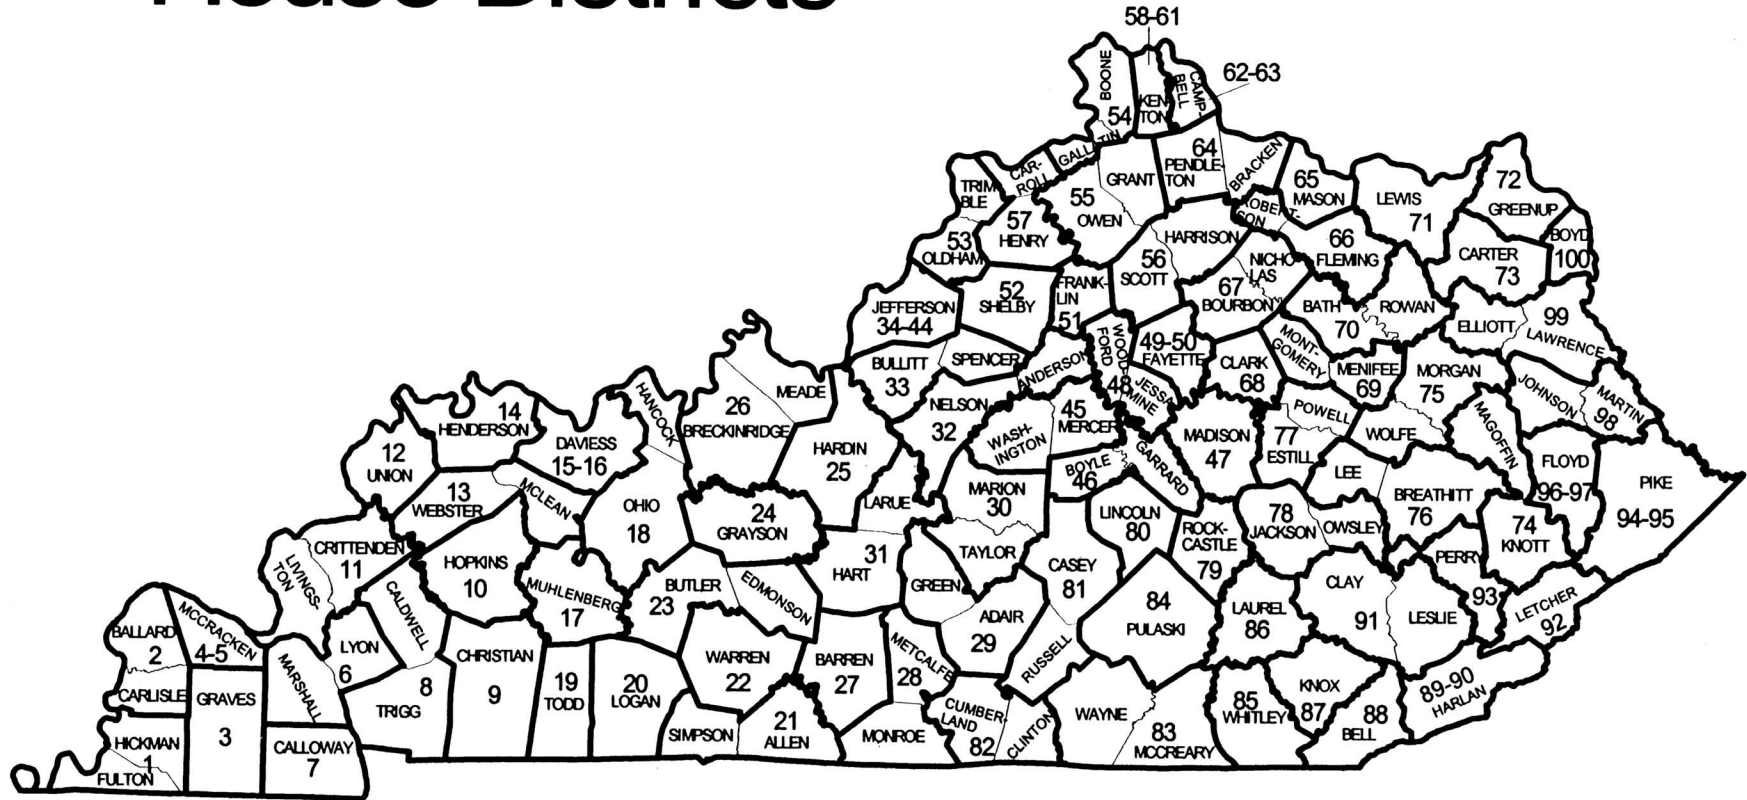 House Districts
58-61
BOONE
54
KEN-
TON
CAMP-
BELL
62-63
GALLATIN
CAR-
ROLL
TRIM
BLE
GRANT
64
PENDLE-
TON
BRACKEN
65
MASON
LEWIS
71
72
GREENUP
BOYD
100
55
OWEN
57
HENRY
53
OLDHAM
HARRISON
ROBERT-
SON
66
FLEMING
CARTER
73
56
SCOTT
NICHO
LAS
67
BOURBON
BATH
70
ROWAN
ELLIOTT
99
LAWRENCE
JEFFERSON
34-44
52
SHELBY
FRANK-
LIN
51
WOOD-
FORD
48
49-50
FAYETTE
CLARK
68
MONT-
GOMERY
MENIFEE
69
MORGAN
75
JOHNSON
MARTIN
98
BULLITT
33
SPENCER
ANDERSON
JESSA
MINE
MAGOFFIN
MEADE
26
BRECKINRIDGE
HANCOCK
NELSON
32
45
MERCER
WASH-
INGTON
MADISON
47
POWELL
77
ESTILL
WOLFE
LEE
FLOYD
96-97
PIKE
94-95
14
HENDERSON
DAVIESS
15-16
12
UNION
13
WEBSTER
MCLEAN
HARDIN
25
LARUE
BOYLE
46
GARRARD
MARION
30
BREATHITT
76
OHIO
18
24
GRAYSON
LINCOLN
80
ROCK-
CASTLE
79
78
JACKSON
OWSLEY
74
KNOTT
PERRY
93
CRITTENDEN
11
LIVINGS-
TON
HOPKINS
10
MUHLENBERG
17
BUTLER
23
EDMONSON
31
HART
GREEN
TAYLOR
CASEY
81
CLAY
91
LESLIE
LETCHER
92
CALDWELL
LYON
6
BALLARD
2
MCCRACKEN
4-5
CARLISLE
GRAVES
3
MARSHALL
8
TRIGG
CHRISTIAN
9
19
TODD
20
LOGAN
WARREN
22
BARREN
27
METCALFE
28
ADAIR
29
RUSSELL
84
PULASKI
LAUREL
86
KNOX
87
85
WHITLEY
88
BELL
89-90
HARLAN
HICKMAN
1
FULTON
CALLOWAY
7
SIMPSON
21
ALLEN
MONROE
CUMBER-
LAND
82
CLINTON
WAYNE
83
MCCREARY